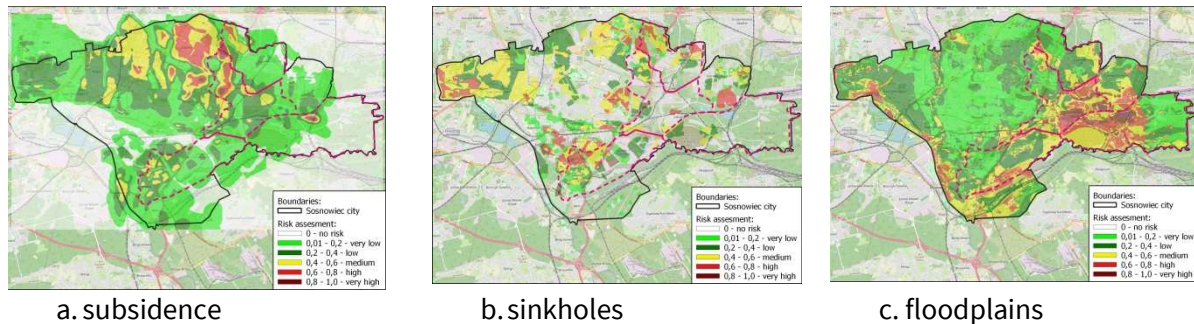 Boundaries:
Sosnowiec city
Risk assesment:
0 - no risk
0,01 - 0,2 - very low
0,2 - 0,4 - low
0,4 - 0,6 - medium
0,6 - 0,8 - high
0,8 - 1,0 - very high
a. subsidence
Boundaries:
Sosnowiec city
Risk assesment:
0 - no risk
0,01 - 0,2 - very low
0,2 - 0,4 - low
0,4 - 0,6 - medium
0,6 - 0,8 - high
0,8 - 1,0 - very high
b. sinkholes
Boundaries:
Sosnowiec city
Risk assesment:
0 - no risk
0,01 - 0,2 - very low
0,2 - 0,4 - low
0,4 - 0,6 - medium
0,6 - 0,8 - high
0,8 - 1,0 - very high
c. floodplains